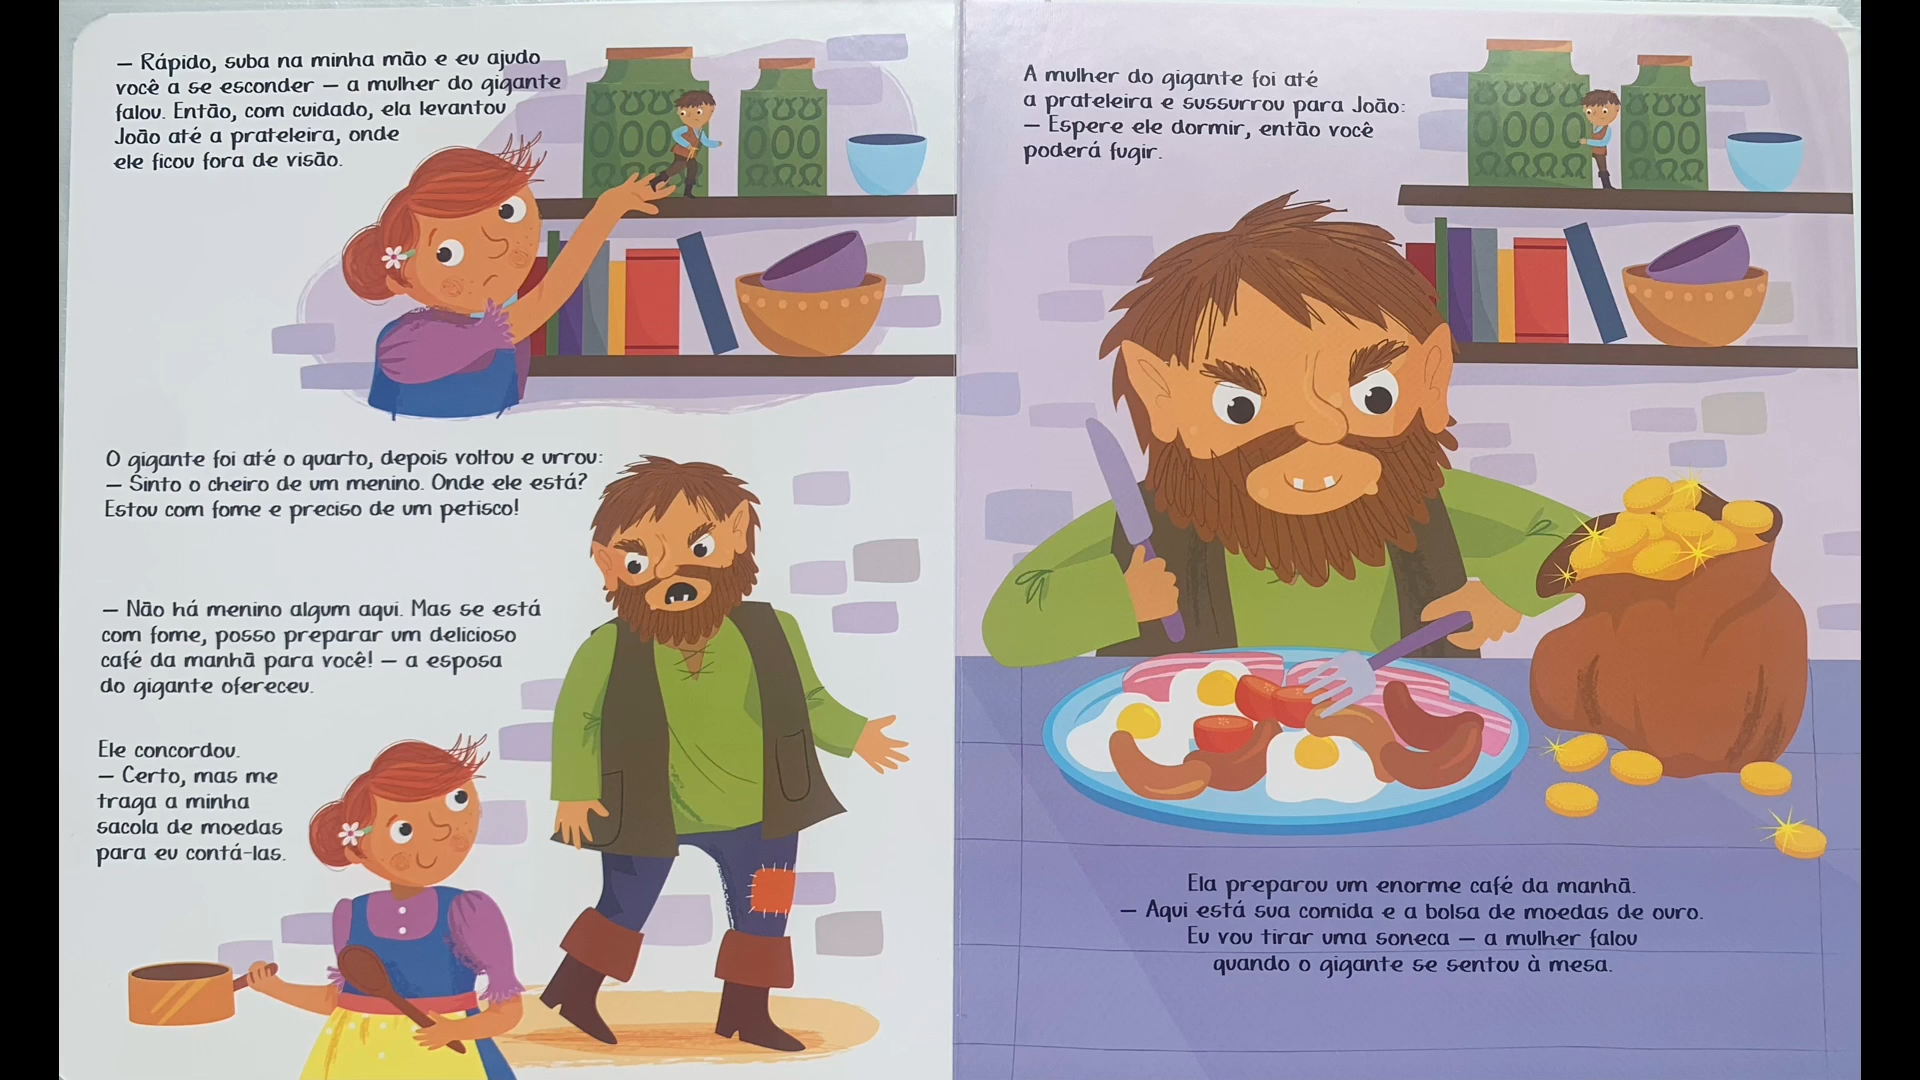 — Rápido, suba na minha mão e eu ajudo
você a se esconder — a mulher do gigante
falou. Então, com cuidado, ela levantou
João até a prateleira, onde
ele ficou fora de visão.
O gigante foi até o quarto, depois voltou e urrou:
— Sinto o cheiro de um menino. Onde ele está?
Estou com fome e preciso de um petisco!
— Não há menino algum aqui. Mas se está
com fome, posso preparar um delicioso
café da manhã para você! — a esposa
do gigante ofereceu.
Ele concordou.
— Certo, mas me
traga a minha
sacola de moedas
para eu contá-las.
A mulher do gigante foi até
a prateleira e sussurrou para João:
— Espere ele dormir, então você
poderá fugir.
Ela preparou um enorme café da manhã.
— Aqui está sua comida e a bolsa de moedas de ouro.
Eu vou tirar uma soneca — a mulher falou
quando o gigante se sentou à mesa.